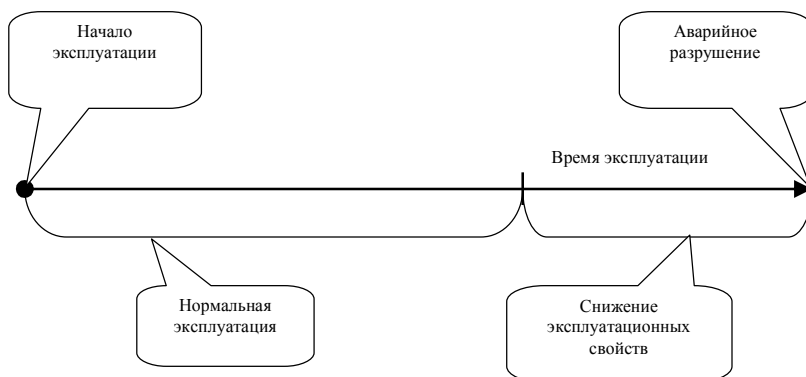 Начало
эксплуатации
Аварийное
разрушение
Время эксплуатации
Нормальная
эксплуатация
Снижение
эксплуатационных
свойств